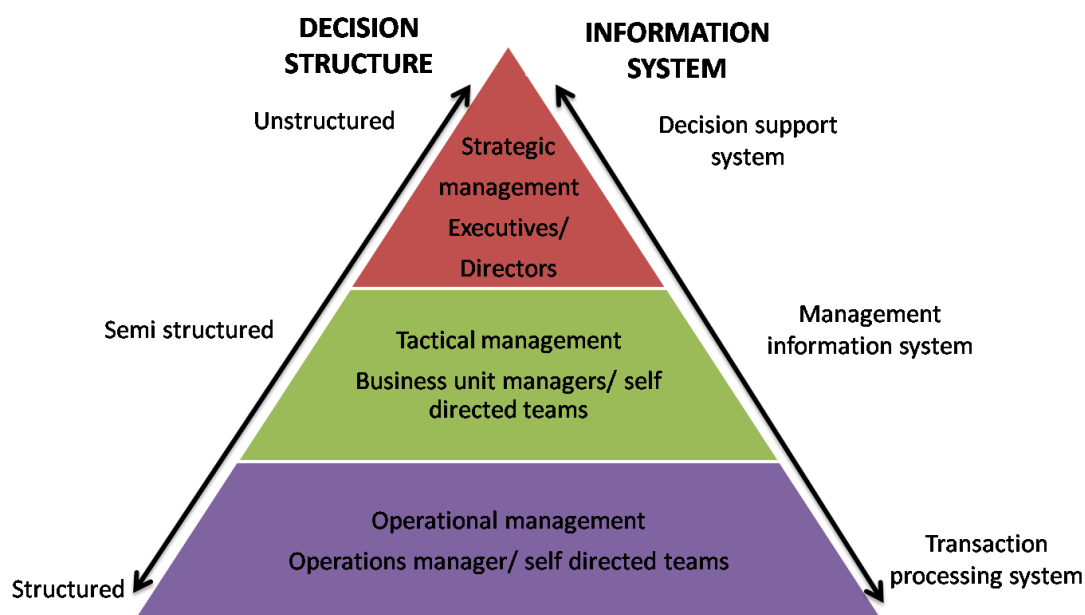 DECISION
STRUCTURE
INFORMATION
SYSTEM
Unstructured
Decision support
system
Strategic
management
Executives/
Directors
Semi structured
Management
information system
Tactical management
Business unit managers/ self
directed teams
Operational management
Operations manager/ self directed teams
Structured
Transaction
processing system